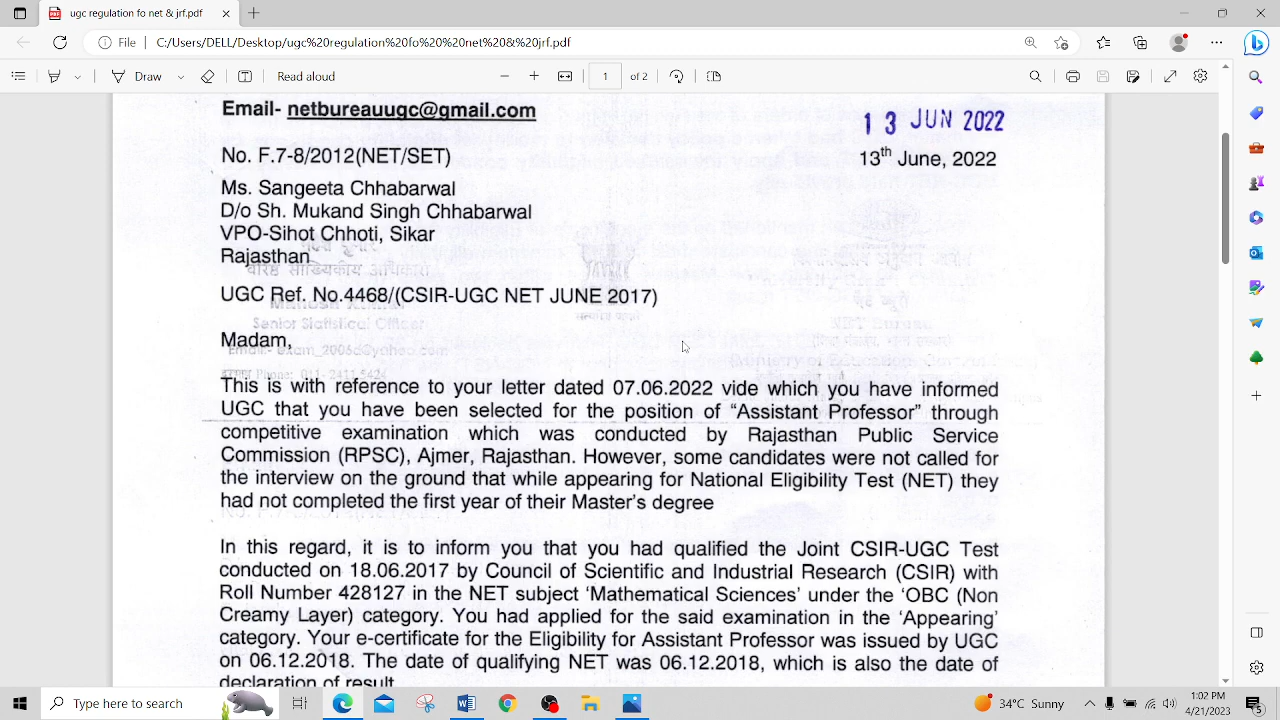 ugc regulation fo net & jrf.pdf
File C:/Users/DELL/Desktop/ugc%20regulation%20fo%20net%20%20jrf.pdf
Draw Read aloud 1 of 2
Email- netbureauugc@gmail.com
13 JUN 2022
No. F.7-8/2012(NET/SET) 13th June, 2022
Ms. Sangeeta Chhabarwal
D/o Sh. Mukand Singh Chhabarwal
VPO-Sihot Chhoti, Sikar
Rajasthan
UGC Ref. No.4468/(CSIR-UGC NET JUNE 2017)
Senior Statistical Officer
Madam,
This is with reference to your letter dated 07.06.2022 vide which you have informed
UGC that you have been selected for the position of “Assistant Professor” through
competitive examination which was conducted by Rajasthan Public Service
Commission (RPSC), Ajmer, Rajasthan. However, some candidates were not called for
the interview on the ground that while appearing for National Eligibility Test (NET) they
had not completed the first year of their Master's degree
In this regard, it is to inform you that you had qualified the Joint CSIR-UGC Test
conducted on 18.06.2017 by Council of Scientific and Industrial Research (CSIR) with
Roll Number 428127 in the NET subject ‘Mathematical Sciences’ under the ‘OBC (Non
Creamy Layer) category. You had applied for the said examination in the ‘Appearing’
category. Your e-certificate for the Eligibility for Assistant Professor was issued by UGC
on 06.12.2018. The date of qualifying NET was 06.12.2018, which is also the date of
declaration of result
Type here to search
34°C Sunny
1:02 PM
4/21/2023
5